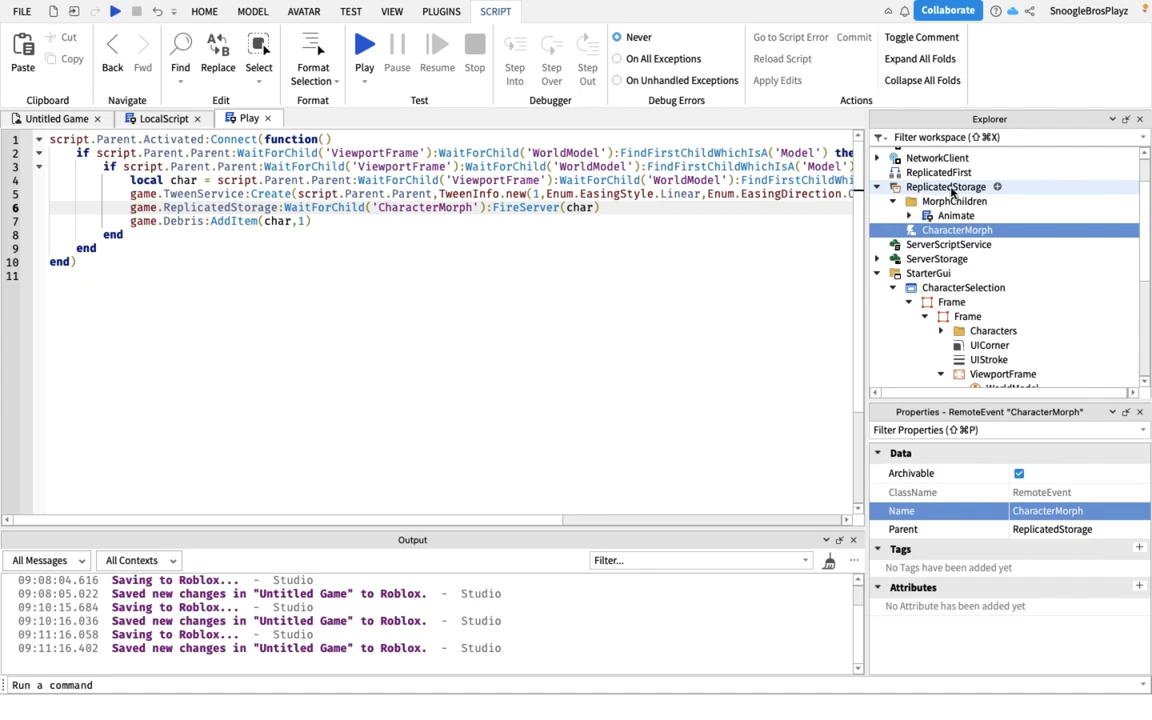 FILE HOME MODEL AVATAR TEST VIEW PLUGINS SCRIPT Collaborate SnoogleBrosPlayz
Paste Cut Copy Clipboard
Back Fwd Navigate
Find Replace Select Edit
Format Selection Format
Play Pause Resume Stop Test
Step Into Step Over Step Out Debugger
Never
On All Exceptions
On Unhandled Exceptions
Debug Errors
Go to Script Error Commit Toggle Comment
Reload Script Expand All Folds
Apply Edits Collapse All Folds
Actions
Untitled Game LocalScript Play
1 script.Parent.Activated:Connect(function()
2 if script.Parent.Parent:WaitForChild('ViewportFrame'):WaitForChild('WorldModel'):FindFirstChildWhichIsA('Model') the
3 if script.Parent.Parent:WaitForChild('ViewportFrame'):WaitForChild('WorldModel'):FindFirstChildWhichIsA('Model')
4 local char = script.Parent.Parent:WaitForChild('ViewportFrame'):WaitForChild('WorldModel'):FindFirstChildWhi
5 game.TweenService:Create(script.Parent.Parent.Parent,TweenInfo.new(1,Enum.EasingStyle.Linear,Enum.EasingDirection.O
6 game.ReplicatedStorage:WaitForChild('CharacterMorph'):FireServer(char)
7 game.Debris:AddItem(char,1)
8 end
9 end
10 end)
11
Explorer
Filter workspace (⇧⌘X)
NetworkClient
ReplicatedFirst
ReplicatedStorage
MorphChildren
Animate
CharacterMorph
ServerScriptService
ServerStorage
StarterGui
CharacterSelection
Frame
Frame
Characters
UICorner
UIStroke
ViewportFrame
WorldModel
Properties - RemoteEvent "CharacterMorph"
Filter Properties (⇧⌘P)
Data
Archivable
ClassName RemoteEvent
Name CharacterMorph
Parent ReplicatedStorage
Tags
No Tags have been added yet
Attributes
No Attribute has been added yet
Output
All Messages All Contexts Filter...
09:08:04.616 Saving to Roblox... - Studio
09:08:05.022 Saved new changes in "Untitled Game" to Roblox. - Studio
09:10:15.684 Saving to Roblox... - Studio
09:10:16.036 Saved new changes in "Untitled Game" to Roblox. - Studio
09:11:16.058 Saving to Roblox... - Studio
09:11:16.402 Saved new changes in "Untitled Game" to Roblox. - Studio
Run a command